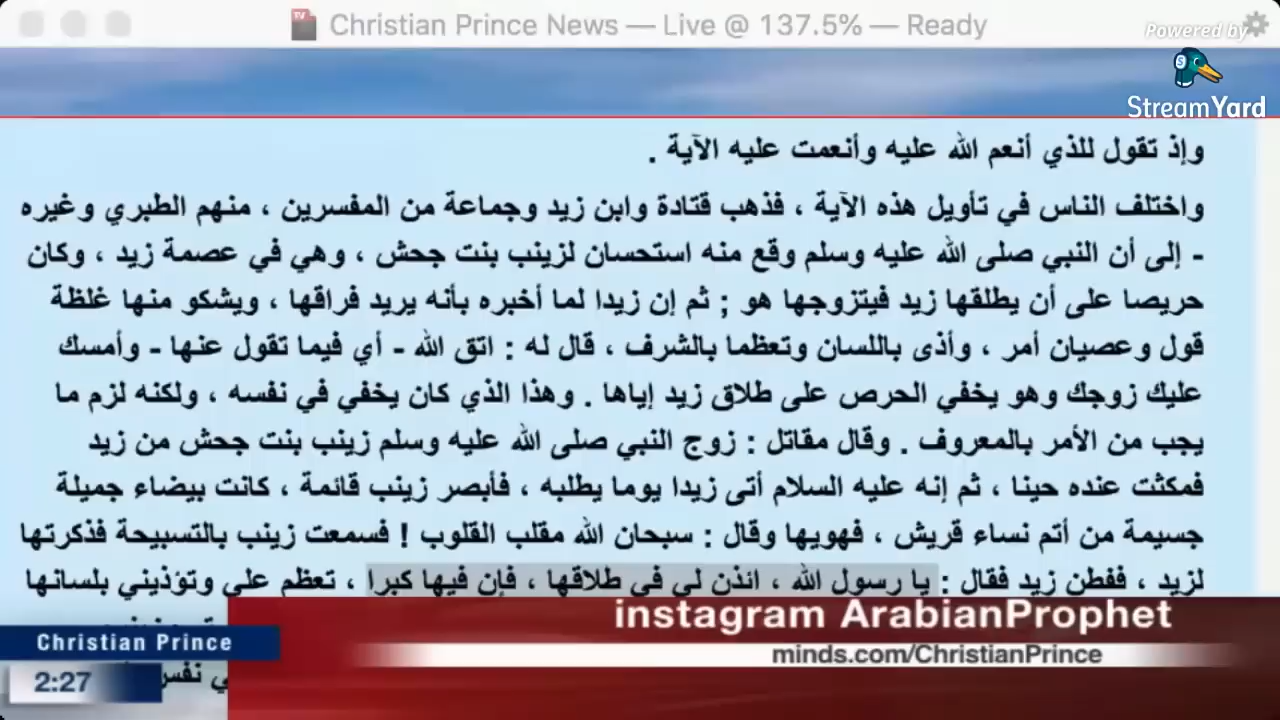 Christian Prince News — Live @ 137.5% — Ready
Powered by
StreamYard
وإذ تقول للذي أنعم الله عليه وأنعمت عليه الآية .
واختلف الناس في تأويل هذه الآية ، فذهب قتادة وابن زيد وجماعة من المفسرين ، منهم الطبري وغيره
- إلى أن النبي صلى الله عليه وسلم وقع منه استحسان لزينب بنت جحش ، وهي في عصمة زيد ، وكان
حريصا على أن يطلقها زيد فيتزوجها هو ; ثم إن زيدا لما أخبره بأنه يريد فراقها ، ويشكو منها غلظة
قول وعصيان أمر ، وأذى باللسان وتعظما بالشرف ، قال له : اتق الله - أي فيما تقول عنها - وأمسك
عليك زوجك وهو يخفي الحرص على طلاق زيد إياها . وهذا الذي كان يخفي في نفسه ، ولكنه لزم ما
يجب من الأمر بالمعروف . وقال مقاتل : زوج النبي صلى الله عليه وسلم زينب بنت جحش من زيد
فمكثت عنده حينا ، ثم إنه عليه السلام أتى زيدا يوما يطلبه ، فأبصر زينب قائمة ، كانت بيضاء جميلة
جسيمة من أتم نساء قريش ، فهويها وقال : سبحان الله مقلب القلوب ! فسمعت زينب بالتسبيحة فذكرتها
لزيد ، ففطن زيد فقال : يا رسول الله ، ائذن لي في طلاقها ، فإن فيها كبرا ، تعظم علي وتؤذيني بلسانها
instagram ArabianProphet
Christian Prince
minds.com/ChristianPrince
2:27